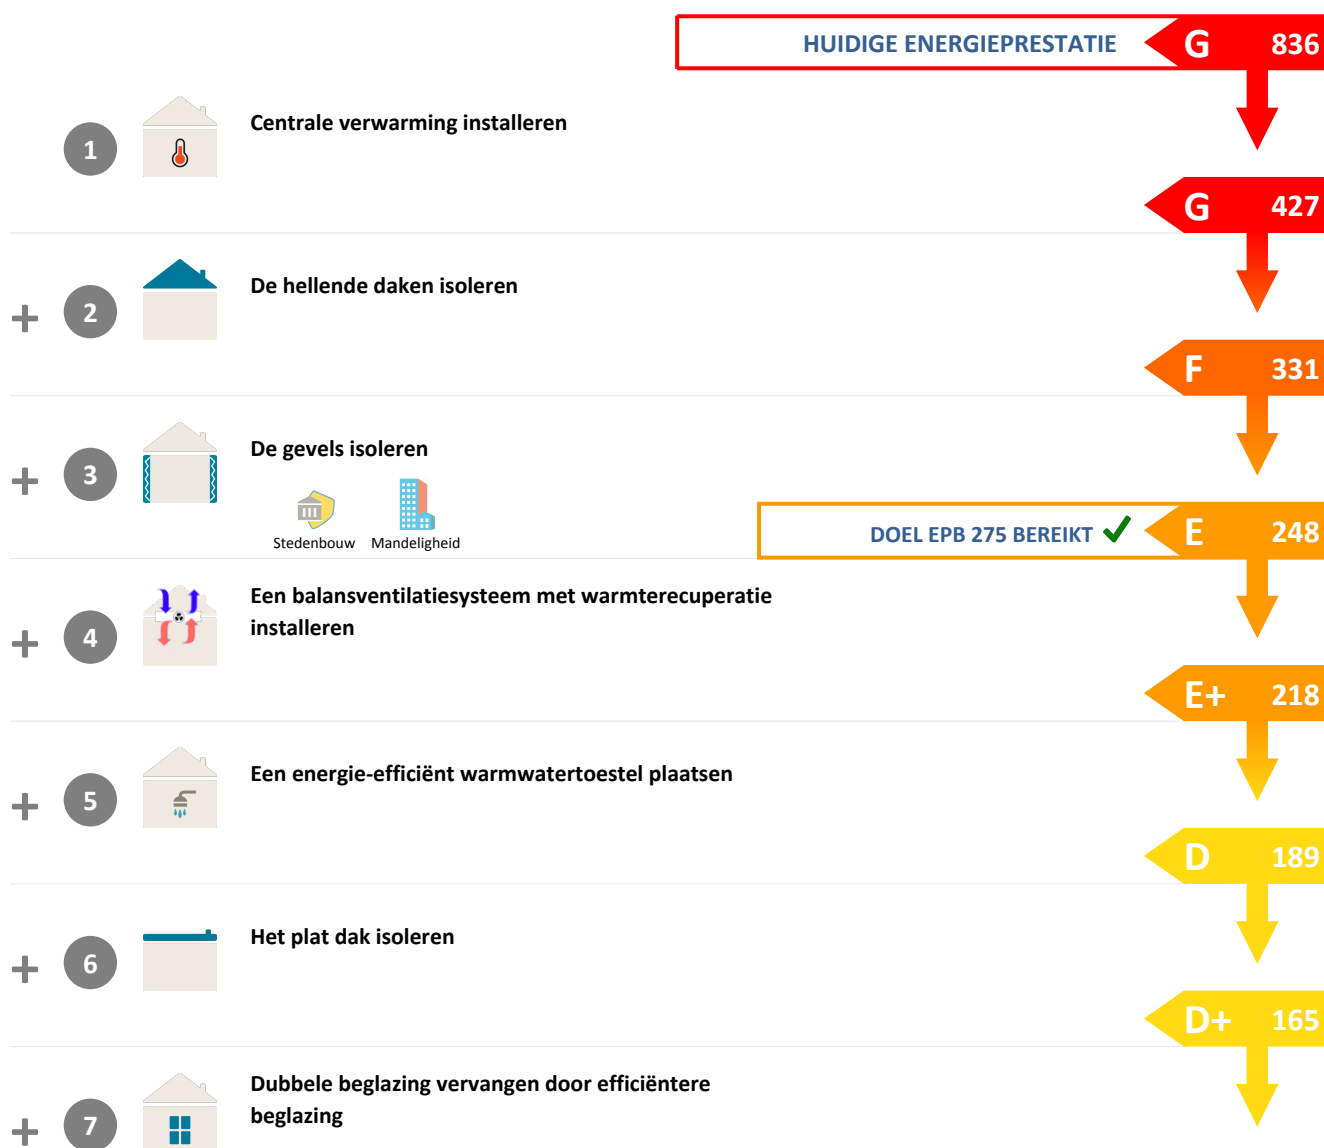 HUIDIGE ENERGIEPRESTATIE G 836
1 Centrale verwarming installeren
G 427
+ 2 De hellende daken isoleren
F 331
+ 3 De gevels isoleren
Stedenbouw Mandeligheid
DOEL EPB 275 BEREIKT E 248
+ 4 Een balansventilatiesysteem met warmterecuperatie
installeren
E+ 218
+ 5 Een energie-efficiënt warmwatertoestel plaatsen
D 189
+ 6 Het plat dak isoleren
D+ 165
+ 7 Dubbele beglazing vervangen door efficiëntere
beglazing